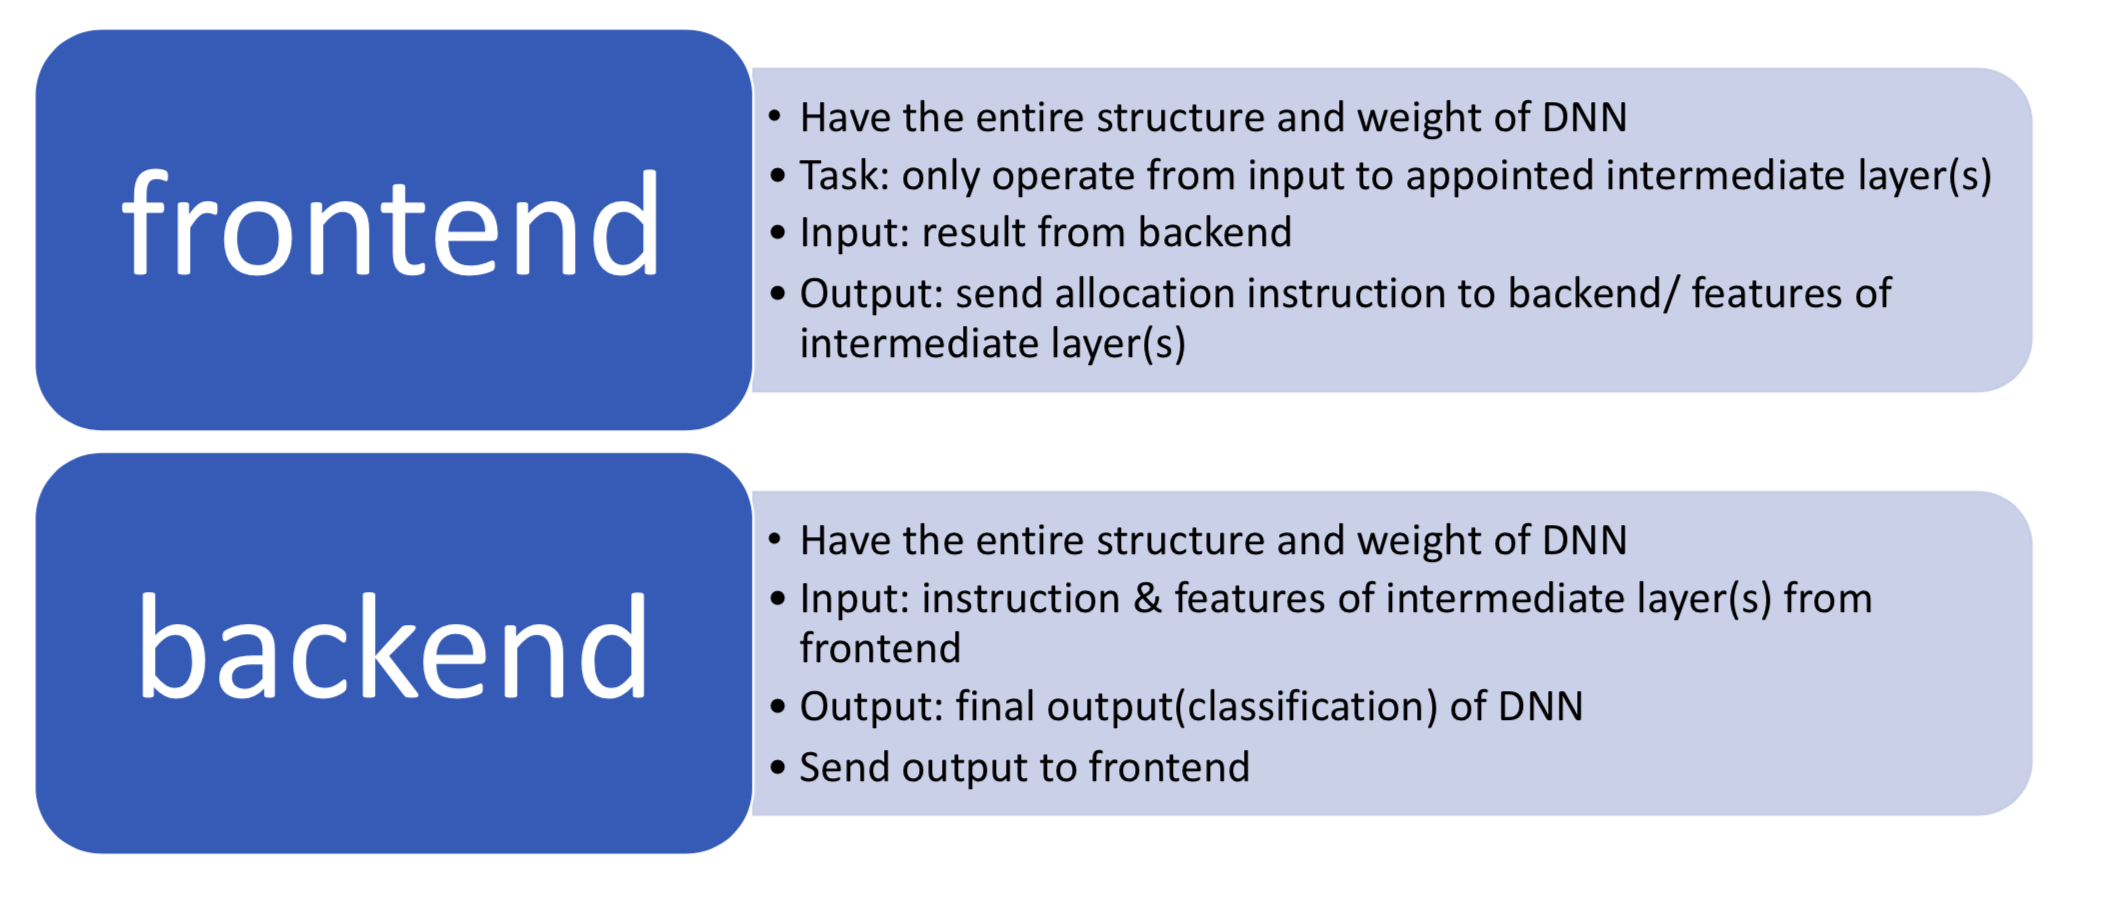 frontend
• Have the entire structure and weight of DNN
• Task: only operate from input to appointed intermediate layer(s)
• Input: result from backend
• Output: send allocation instruction to backend/ features of
intermediate layer(s)
backend
• Have the entire structure and weight of DNN
• Input: instruction & features of intermediate layer(s) from
frontend
• Output: final output(classification) of DNN
• Send output to frontend